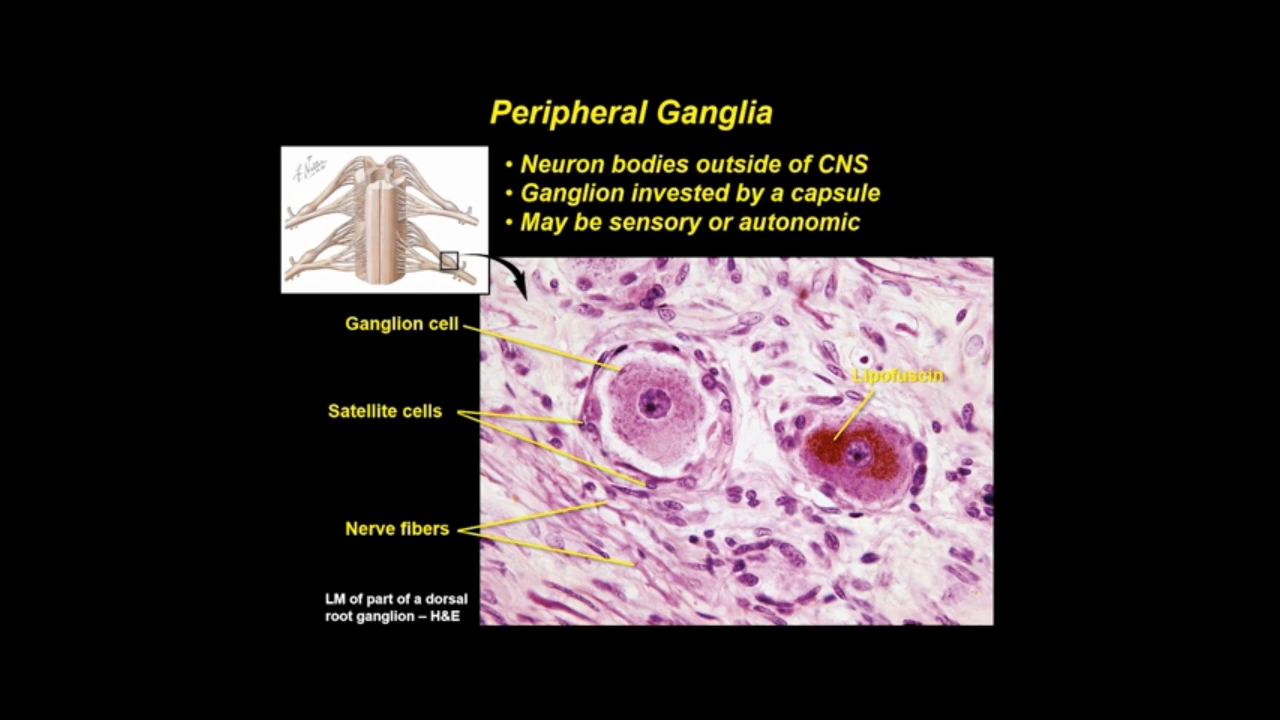 Peripheral Ganglia
• Neuron bodies outside of CNS
• Ganglion invested by a capsule
• May be sensory or autonomic
Ganglion cell
Lipofuscin
Satellite cells
Nerve fibers
LM of part of a dorsal
root ganglion – H&E